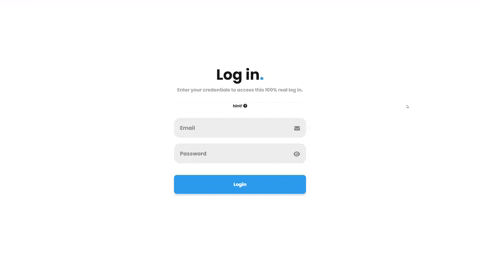 Log in.
Enter your credentials to access this 100% real log in.
hint!
Email
Password
Login